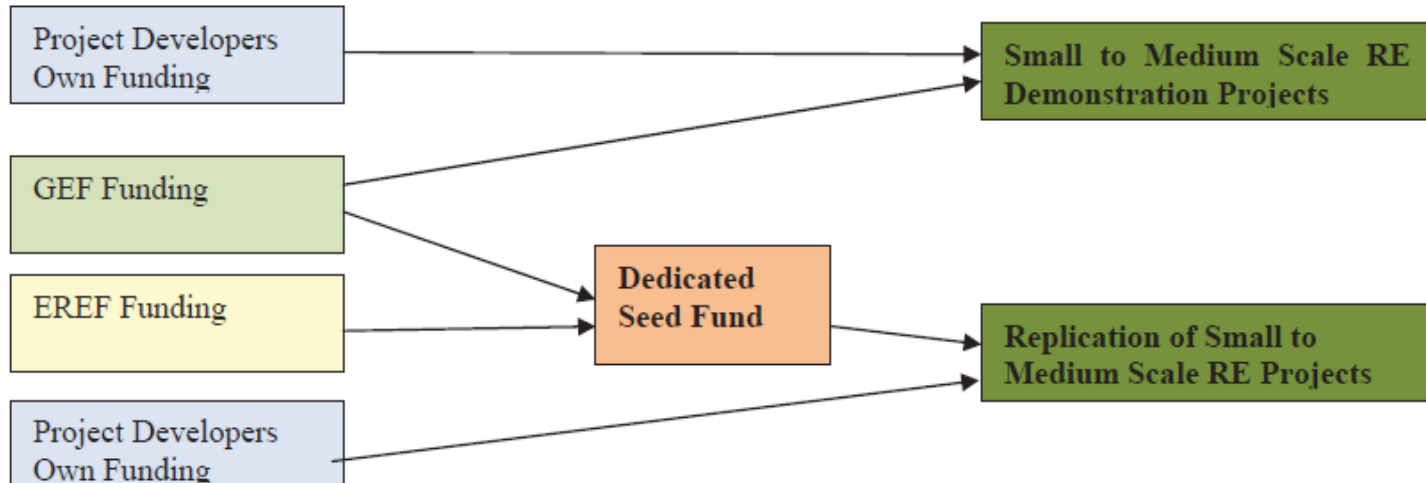 Project Developers
Own Funding
Small to Medium Scale RE
Demonstration Projects
GEF Funding
Dedicated
Seed Fund
EREF Funding
Replication of Small to
Medium Scale RE Projects
Project Developers
Own Funding